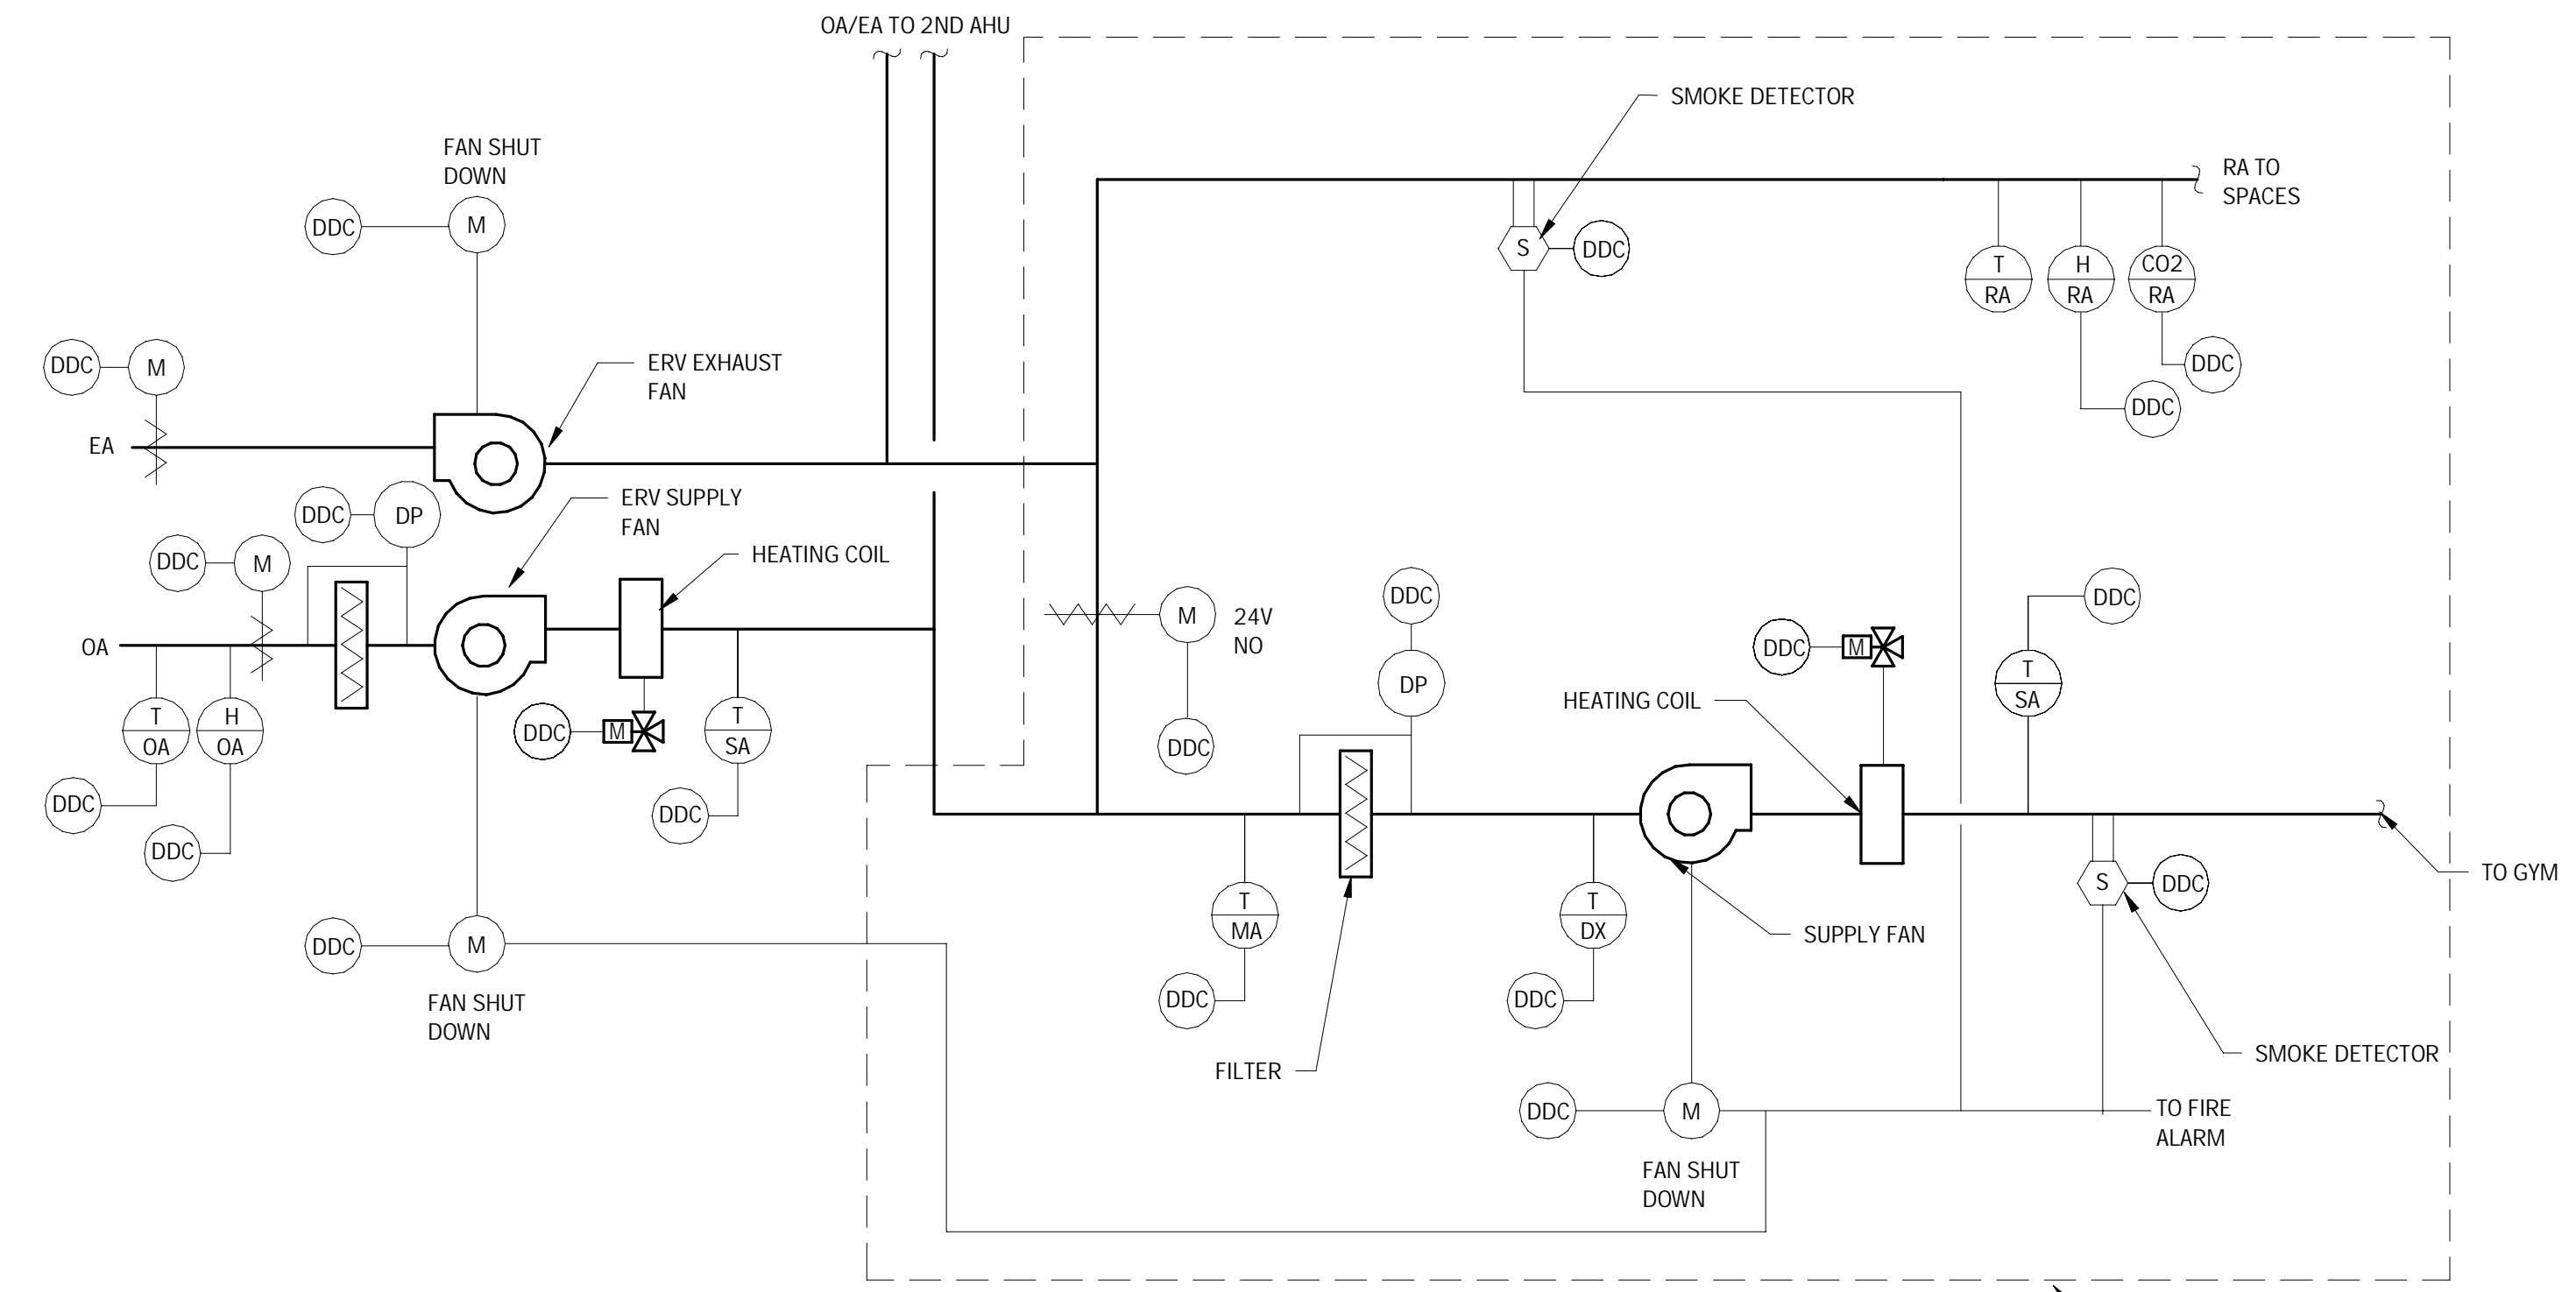 OA/EA TO 2ND AHU
SMOKE DETECTOR
FAN SHUT
DOWN
RA TO
SPACES
DDC
M
S
DDC
T
RA
H
RA
CO2
RA
DDC
M
ERV EXHAUST
FAN
DDC
DDC
EA
ERV SUPPLY
FAN
DDC
DP
HEATING COIL
DDC
M
OA
M
24V
NO
DDC
DP
DDC
M
DDC
T
SA
HEATING COIL
T
OA
H
OA
DDC
M
T
SA
DDC
DDC
DDC
DDC
TO GYM
S
DDC
T
MA
T
DX
SUPPLY FAN
DDC
M
FAN SHUT
DOWN
DDC
DDC
FILTER
SMOKE DETECTOR
DDC
M
TO FIRE
ALARM
FAN SHUT
DOWN